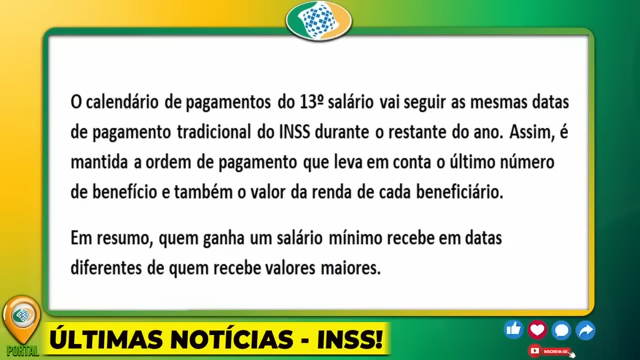 O calendário de pagamentos do 13º salário vai seguir as mesmas datas
de pagamento tradicional do INSS durante o restante do ano. Assim, é
mantida a ordem de pagamento que leva em conta o último número
de benefício e também o valor da renda de cada beneficiário.
Em resumo, quem ganha um salário mínimo recebe em datas
diferentes de quem recebe valores maiores.
PORTAL
ÚLTIMAS NOTÍCIAS - INSS!
INSCREVA-SE